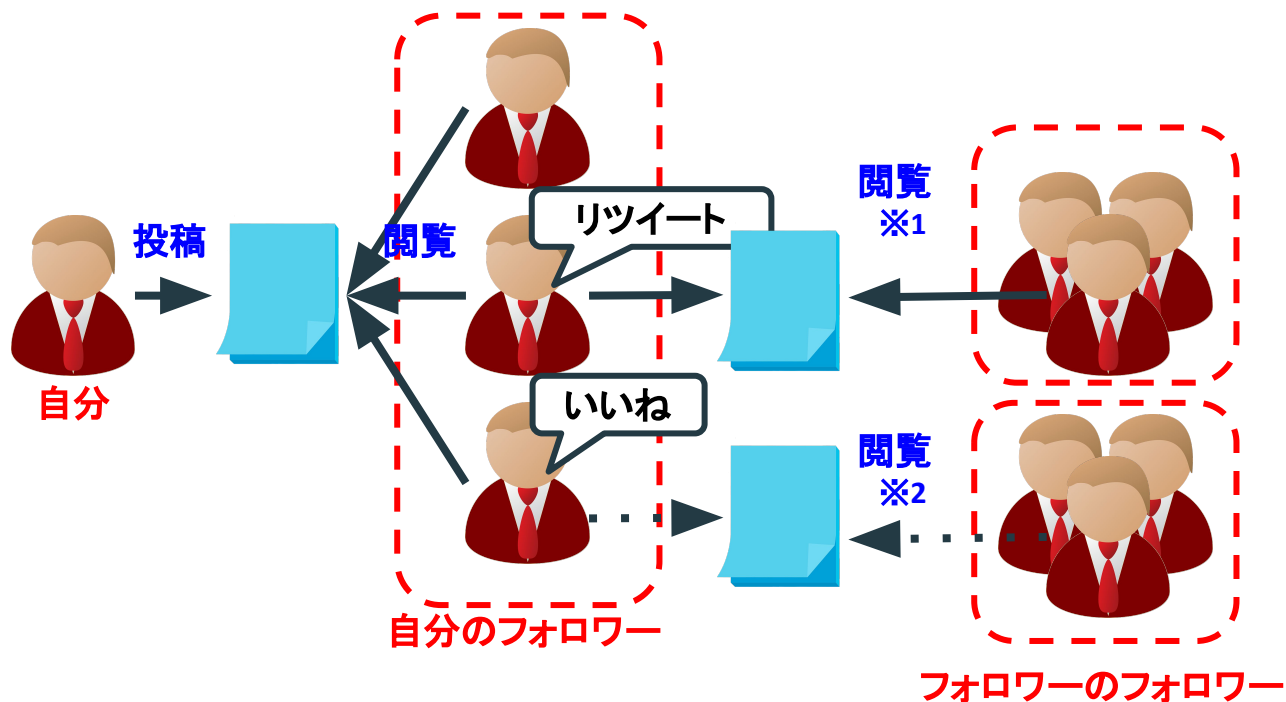 リツイート
閲覧
※1
投稿
閲覧
自分
いいね
閲覧
※2
自分のフォロワー
フォロワーのフォロワー